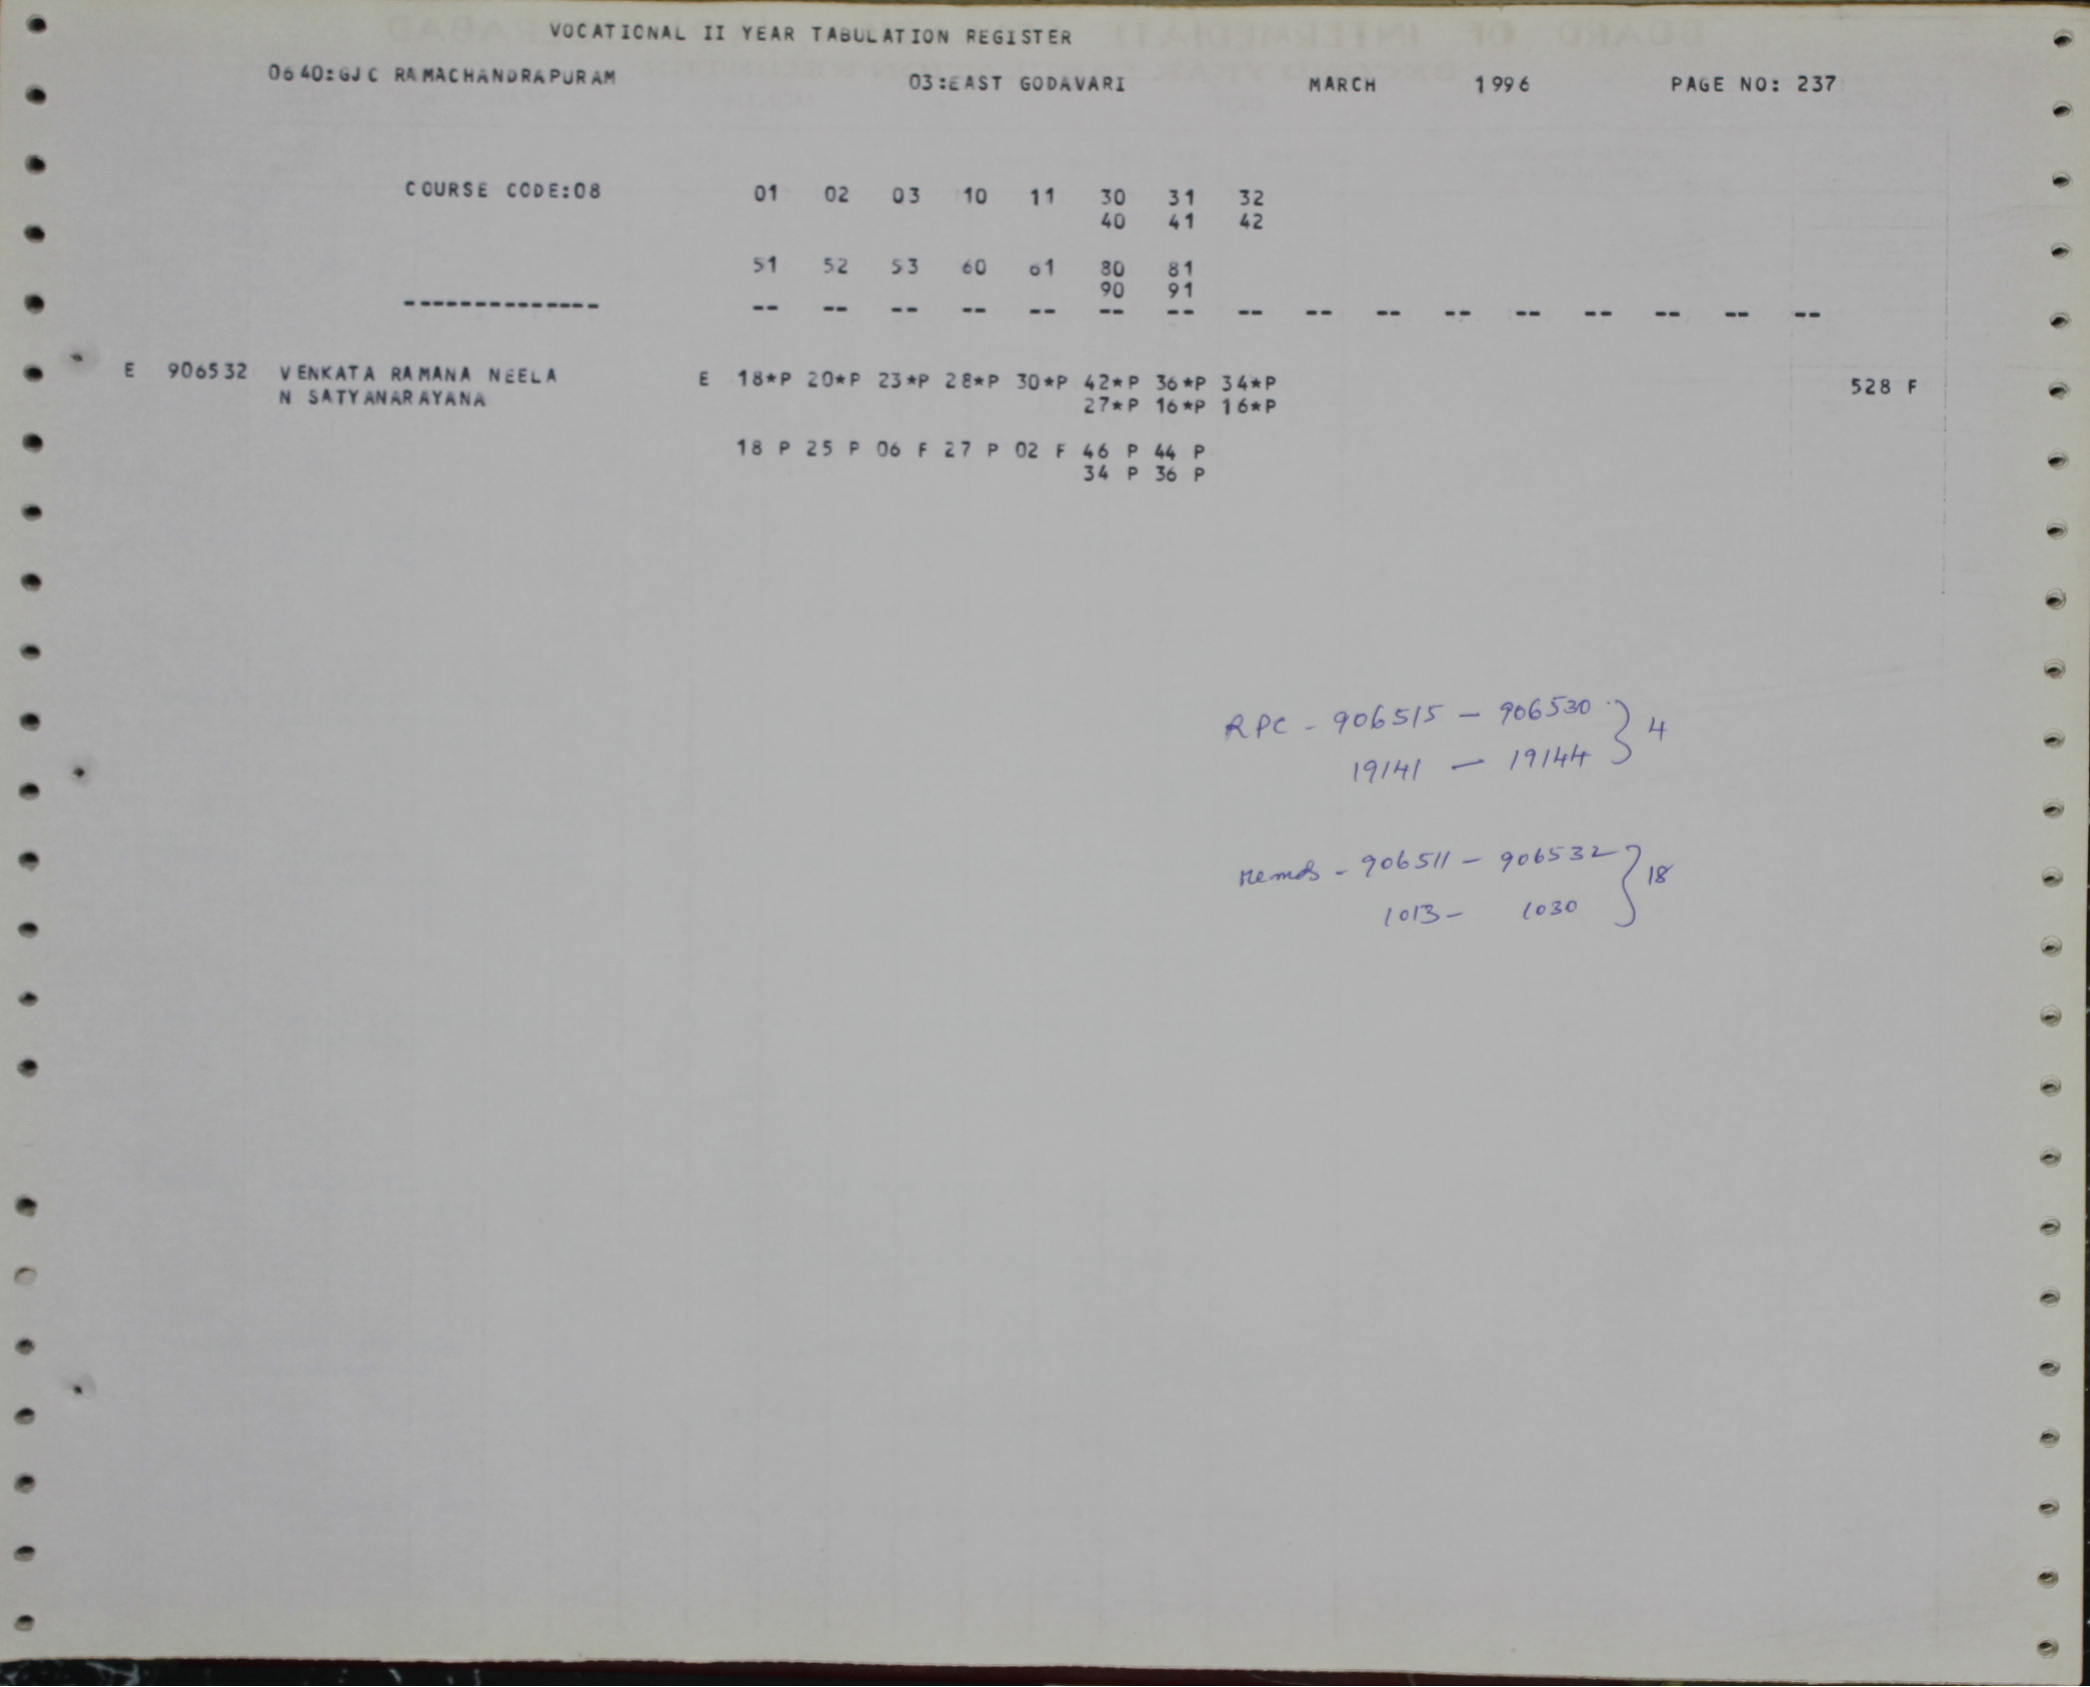 VOCATIONAL II YEAR TABULATION REGISTER
0640:GJC RAMACHANDRAPURAM 03:EAST GODAVARI MARCH 1996 PAGE NO: 237
COURSE CODE:08 01 02 03 10 11 30 31 32
40 41 42
51 52 53 60 61 80 81
90 91
-------------- -- -- -- -- -- -- -- -- -- -- -- -- -- -- -- --
E 906532 VENKATA RAMANA NEELA E 18*P 20*P 23*P 28*P 30*P 42*P 36*P 34*P 528 F
N SATYANARAYANA 27*P 16*P 16*P
18 P 25 P 06 F 27 P 02 F 46 P 44 P
34 P 36 P
RPC - 906515 - 906530 } 4
19141 - 19144
Memos - 906511 - 906532 } 18
1013 - 1030